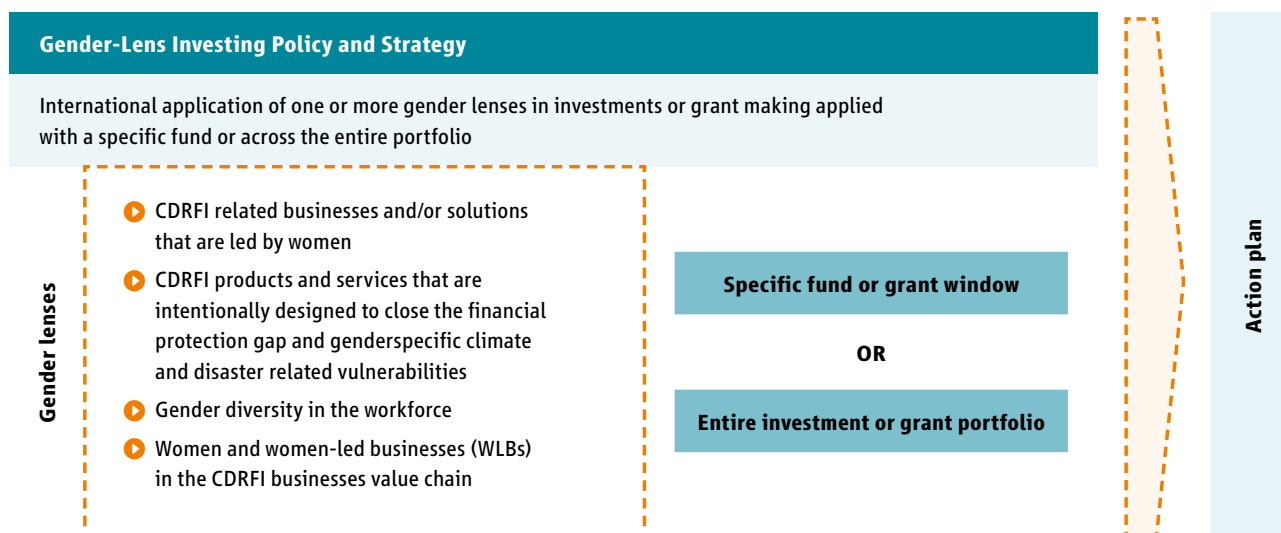 Gender-Lens Investing Policy and Strategy
International application of one or more gender lenses in investments or grant making applied
with a specific fund or across the entire portfolio
Gender lenses
CDRFI related businesses and/or solutions
that are led by women
CDRFI products and services that are
intentionally designed to close the financial
protection gap and genderspecific climate
and disaster related vulnerabilities
Gender diversity in the workforce
Women and women-led businesses (WLBs)
in the CDRFI businesses value chain
Specific fund or grant window
OR
Entire investment or grant portfolio
Action plan